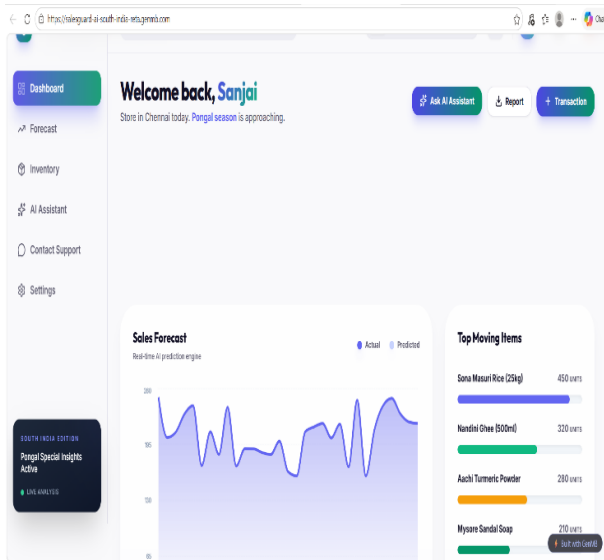 https://salesguard-ai-south-india-reta.genmb.com
Cha
Dashboard
Forecast
Inventory
AI Assistant
Contact Support
Settings
SOUTH INDIA EDITION
Pongal Special Insights
Active
LIVE ANALYSIS
Welcome back, Sanjai
Store in Chennai today. Pongal season is approaching.
Ask AI Assistant
Report
+ Transaction
Sales Forecast
Real-time AI prediction engine
Actual
Predicted
Top Moving Items
Sona Masuri Rice (25kg) 450 UNITS
Nandini Ghee (500ml) 320 UNITS
Aachi Turmeric Powder 280 UNITS
Mysore Sandal Soap 210 UNITS
Built with GenMB